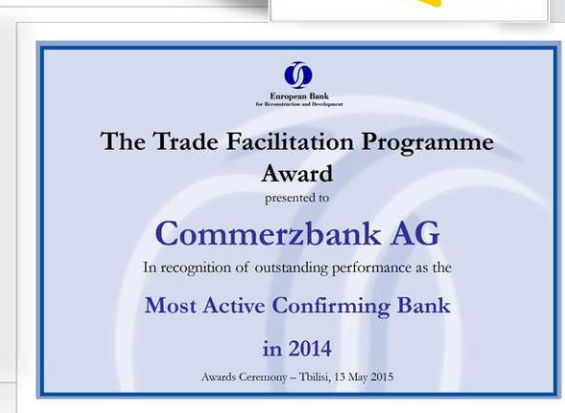 European Bank
for Reconstruction and Development
The Trade Facilitation Programme
Award
presented to
Commerzbank AG
In recognition of outstanding performance as the
Most Active Confirming Bank
in 2014
Awards Ceremony – Tbilisi, 13 May 2015